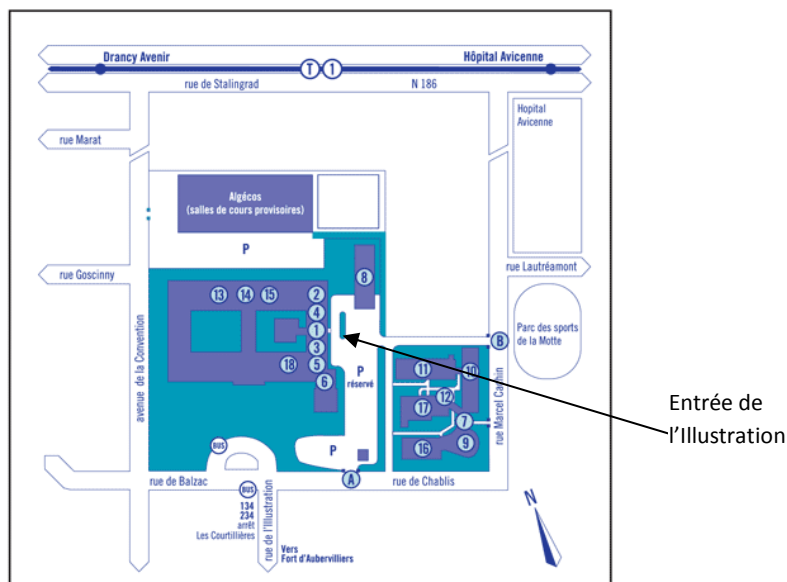 Drancy Avenir
Hôpital Avicenne
T 1
rue de Stalingrad
N 186
Hopital
Avicenne
rue Marat
Algécos
(salles de cours provisoires)
P
8
rue Goscinny
rue Lautréamont
13 14 15 2
4
1
3
18 5
6
P
réservé
B
Parc des sports
de la Motte
avenue de la Convention
11
10
12
17
7
16
9
rue Marcel Cachin
Entrée de
l’Illustration
BUS
P
A
rue de Balzac
rue de Chablis
BUS
134
234
arrêt
Les Courtillières
rue de l'Illustration
Vers
Fort d'Aubervilliers
N